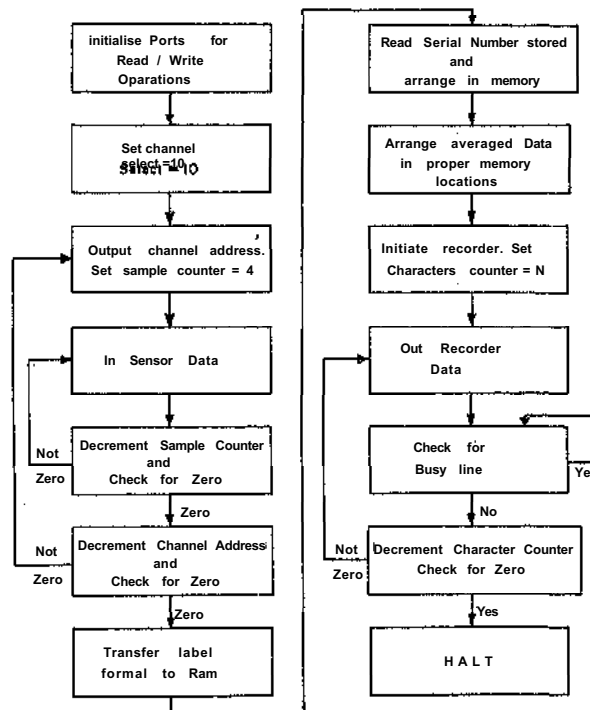 initialise Ports for
Read / Write
Oparations
Set channel
select =10
Output channel address.
Set sample counter = 4
In Sensor Data
Not
Zero
Decrement Sample Counter
and
Check for Zero
Zero
Not
Zero
Decrement Channel Address
and
Check for Zero
Zero
Transfer label
formal to Ram
Read Serial Number stored
and
arrange in memory
Arrange averaged Data
in proper memory
locations
Initiate recorder. Set
Characters counter = N
Out Recorder
Data
Check for
Busy line
Yes
No
Not
Zero
Decrement Character Counter
Check for Zero
Yes
HALT